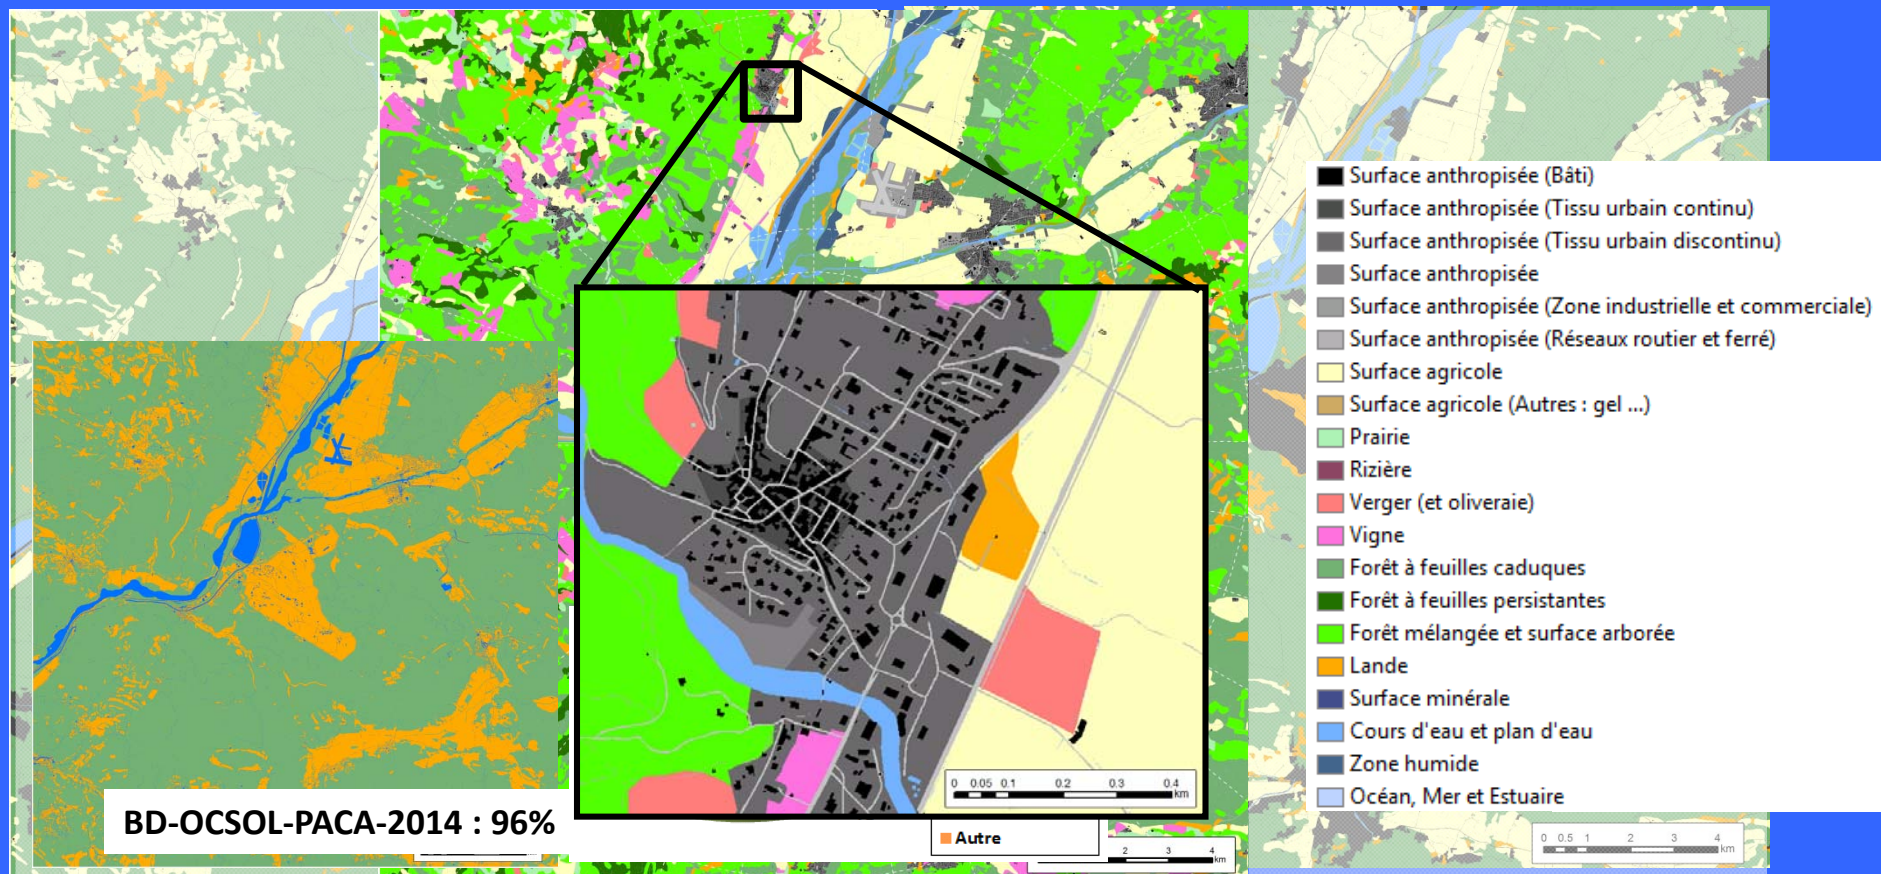 Surface anthropisée (Bâti)
Surface anthropisée (Tissu urbain continu)
Surface anthropisée (Tissu urbain discontinu)
Surface anthropisée
Surface anthropisée (Zone industrielle et commerciale)
Surface anthropisée (Réseaux routier et ferré)
Surface agricole
Surface agricole (Autres : gel ...)
Prairie
Rizière
Verger (et oliveraie)
Vigne
Forêt à feuilles caduques
Forêt à feuilles persistantes
Forêt mélangée et surface arborée
Lande
Surface minérale
Cours d'eau et plan d'eau
Zone humide
Océan, Mer et Estuaire
0 0.05 0.1 0.2 0.3 0.4
km
BD-OCSOL-PACA-2014 : 96%
Autre
2 3 4
km
0 0.5 1 2 3 4
km